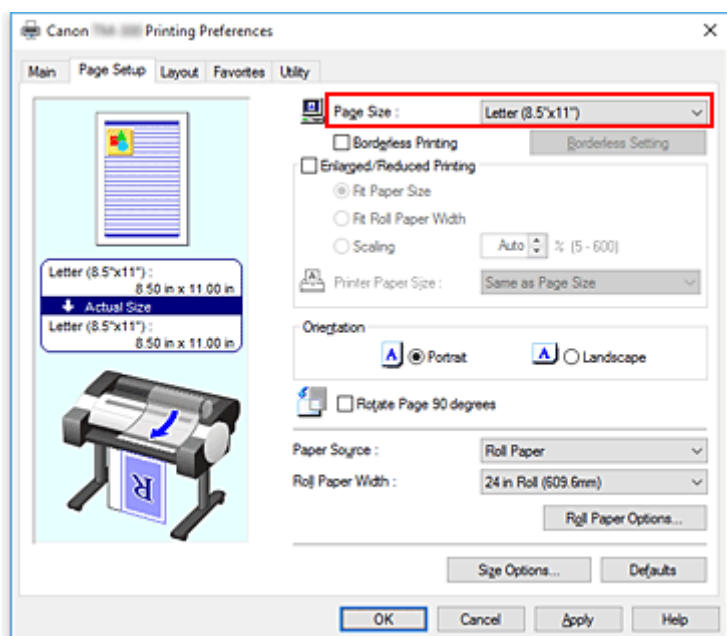 Canon Printing Preferences
Main Page Setup Layout Favorites Utility
Page Size : Letter (8.5"x11")
Borderless Printing Borderless Setting
Enlarged/Reduced Printing
Fit Paper Size
Fit Roll Paper Width
Scaling Auto % (5 - 600)
Printer Paper Size : Same as Page Size
Letter (8.5"x11") :
8.50 in x 11.00 in
Actual Size
Letter (8.5"x11") :
8.50 in x 11.00 in
Orientation
A Portrait A Landscape
Rotate Page 90 degrees
R
Paper Source : Roll Paper
Roll Paper Width : 24 in Roll (609.6mm)
Roll Paper Options...
Size Options... Defaults
OK Cancel Apply Help